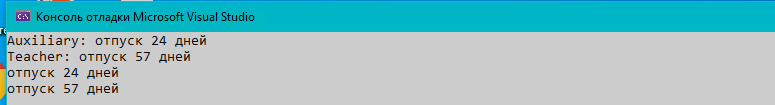 Консоль отладки Microsoft Visual Studio
Auxiliary: отпуск 24 дней
Teacher: отпуск 57 дней
отпуск 24 дней
отпуск 57 дней